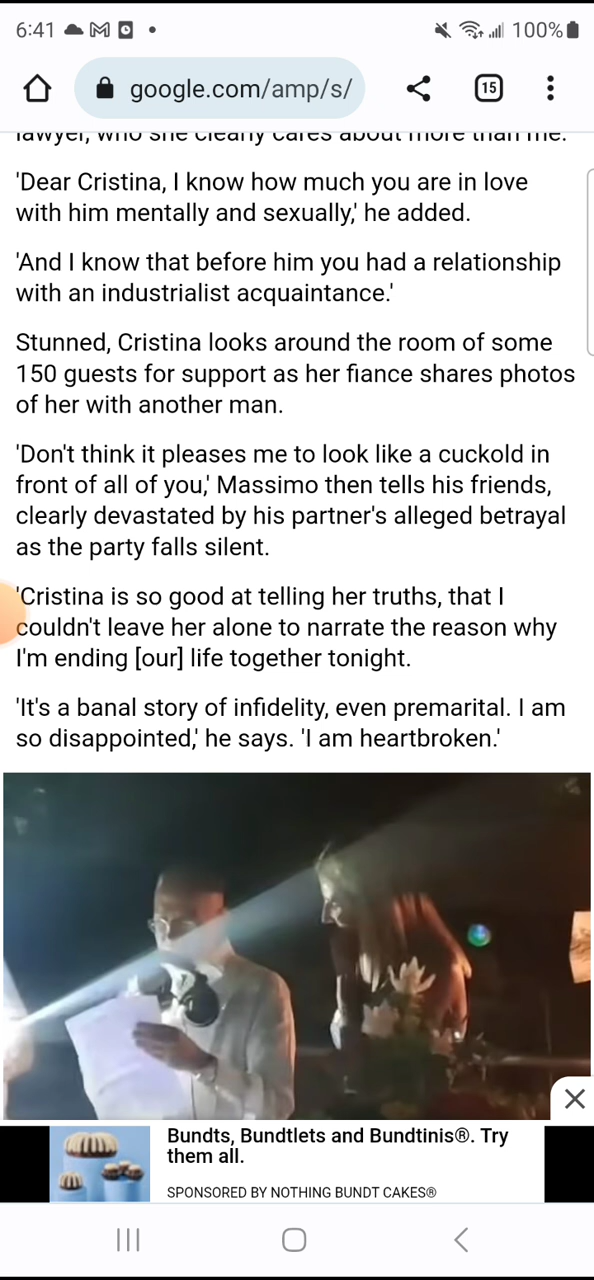 6:41
100%
google.com/amp/s/
15
lawyer, who she clearly cares about more than me.
'Dear Cristina, I know how much you are in love
with him mentally and sexually,' he added.
'And I know that before him you had a relationship
with an industrialist acquaintance.'
Stunned, Cristina looks around the room of some
150 guests for support as her fiance shares photos
of her with another man.
'Don't think it pleases me to look like a cuckold in
front of all of you,' Massimo then tells his friends,
clearly devastated by his partner's alleged betrayal
as the party falls silent.
'Cristina is so good at telling her truths, that I
couldn't leave her alone to narrate the reason why
I'm ending [our] life together tonight.
'It's a banal story of infidelity, even premarital. I am
so disappointed,' he says. 'I am heartbroken.'
Bundts, Bundtlets and Bundtinis®. Try
them all.
SPONSORED BY NOTHING BUNDT CAKES®